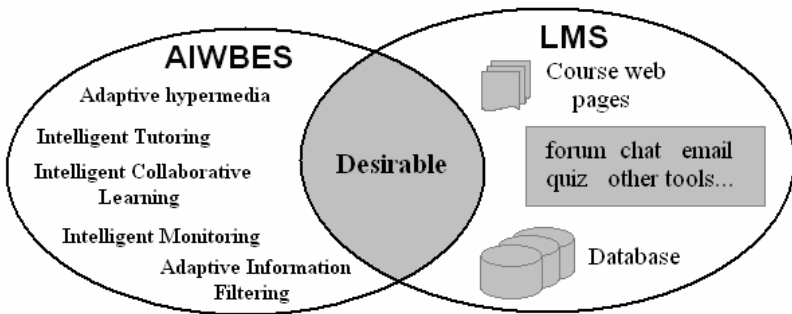 AIWBES
Adaptive hypermedia
Intelligent Tutoring
Intelligent Collaborative
Learning
Intelligent Monitoring
Adaptive Information
Filtering
Desirable
LMS
Course web
pages
forum chat email
quiz other tools...
Database